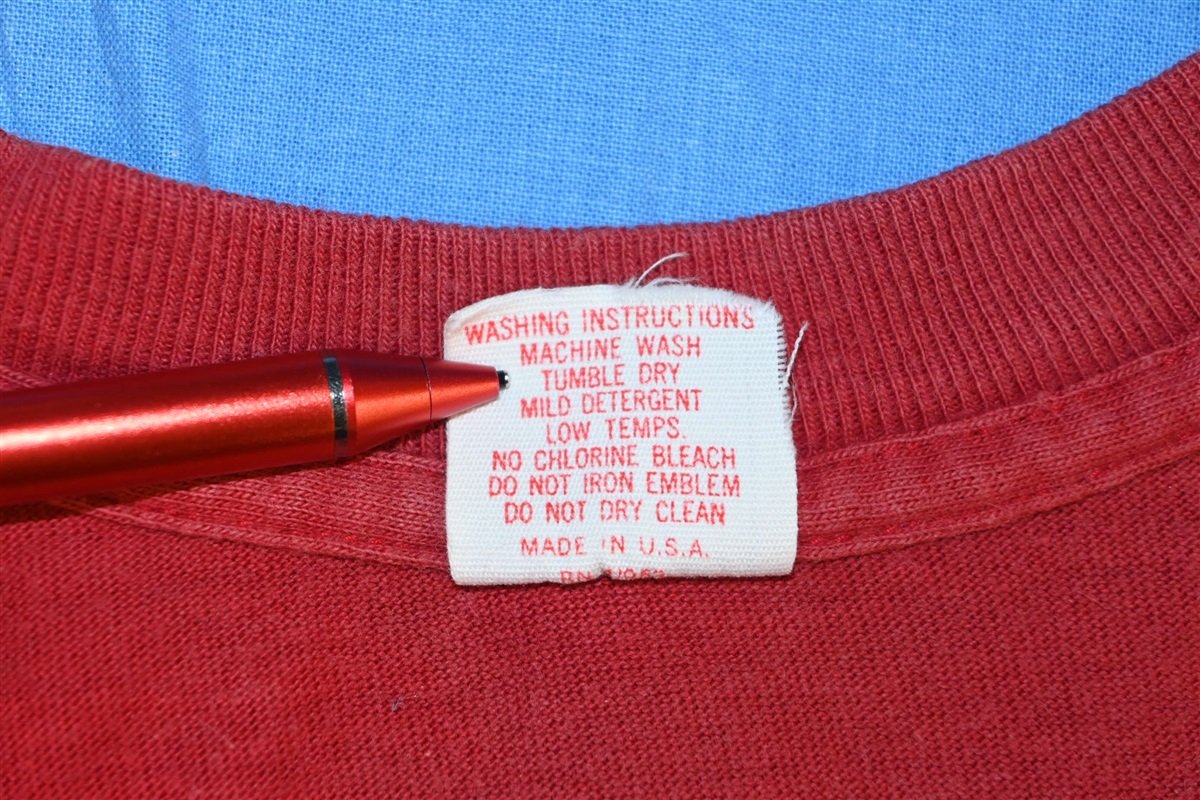 WASHING INSTRUCTIONS
MACHINE WASH
TUMBLE DRY
MILD DETERGENT
LOW TEMPS.
NO CHLORINE BLEACH
DO NOT IRON EMBLEM
DO NOT DRY CLEAN
MADE IN U.S.A.
RN